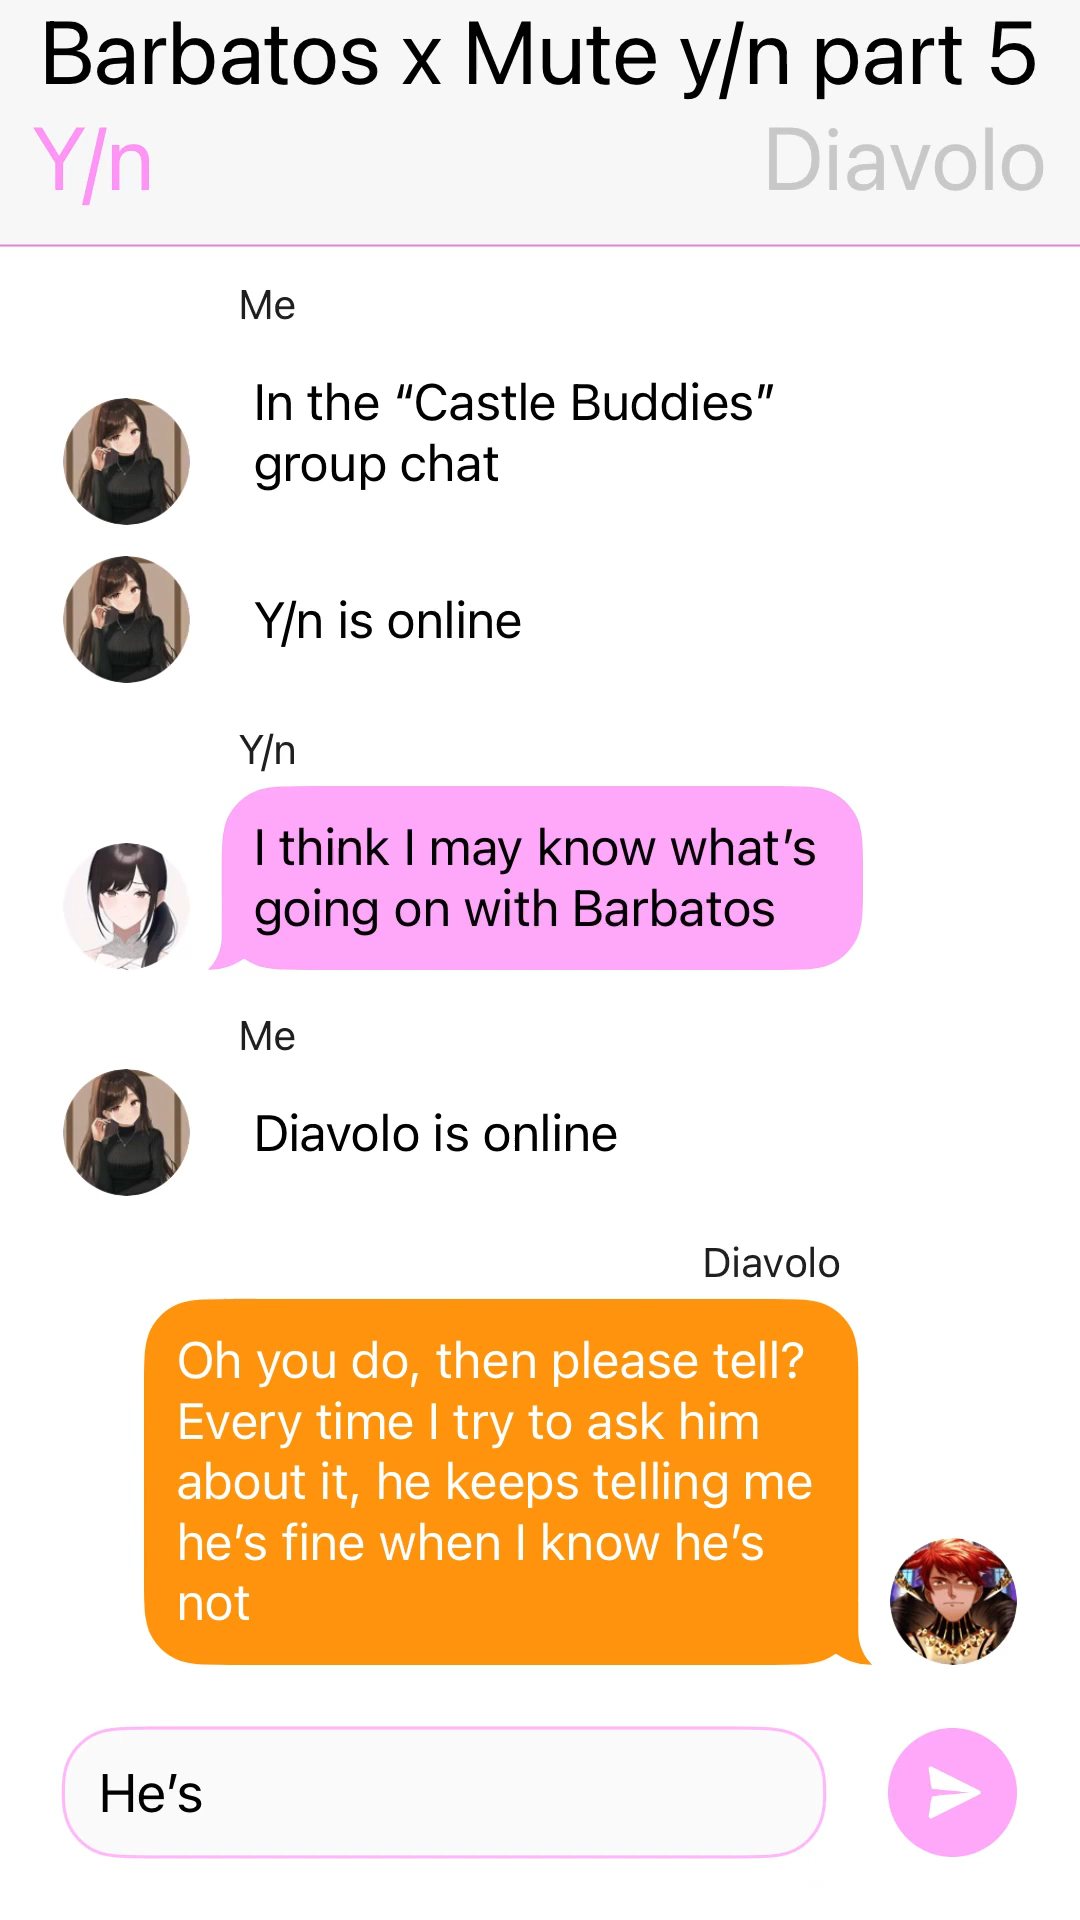 Barbatos x Mute y/n part 5
Y/n Diavolo
Me
In the “Castle Buddies”
group chat
Y/n is online
Y/n
I think I may know what’s
going on with Barbatos
Me
Diavolo is online
Diavolo
Oh you do, then please tell?
Every time I try to ask him
about it, he keeps telling me
he’s fine when I know he’s
not
He’s